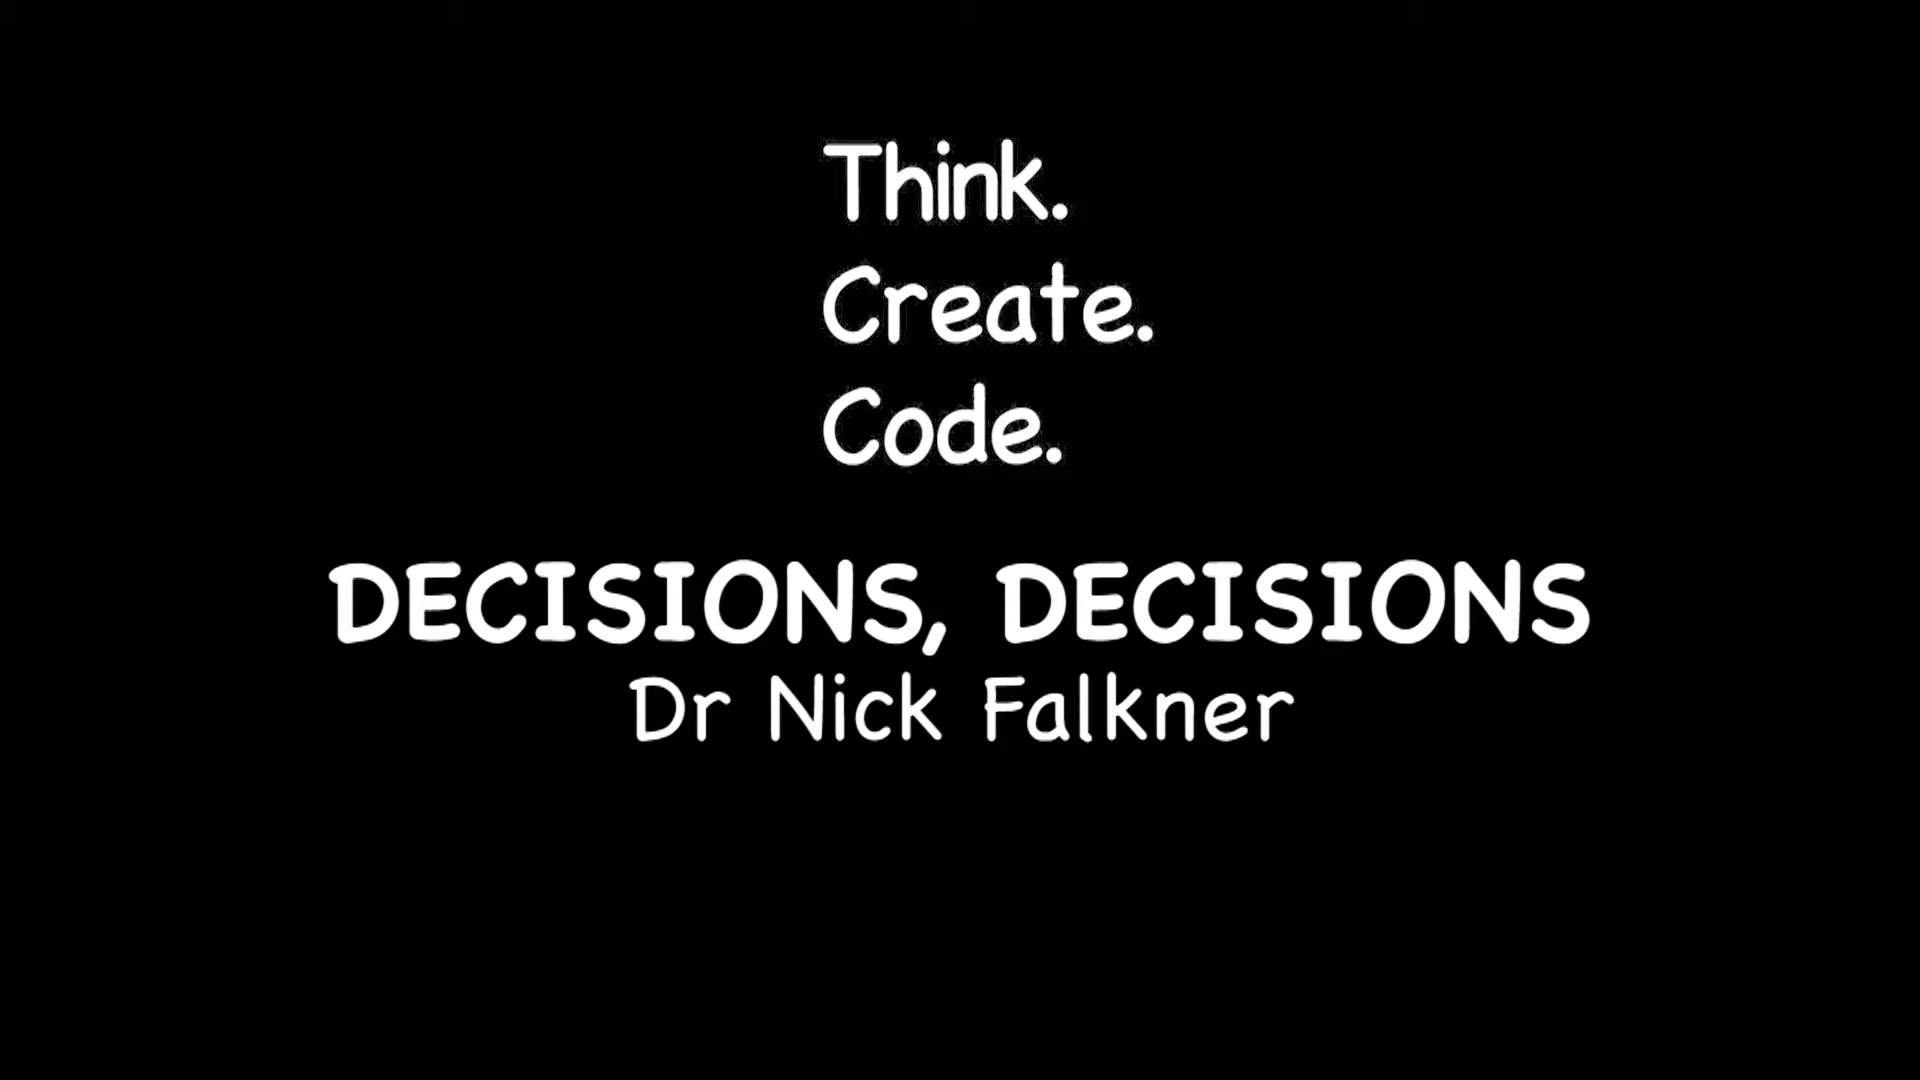 Think.
Create.
Code.
DECISIONS, DECISIONS
Dr Nick Falkner